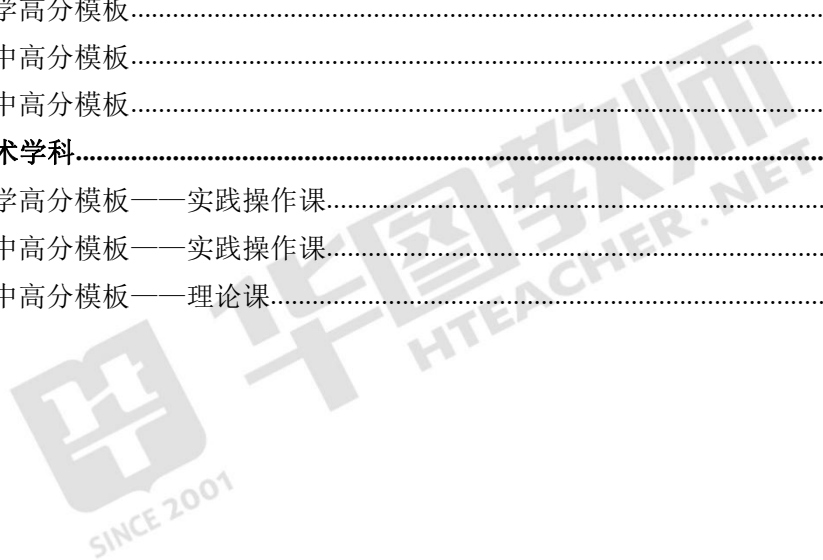 学高分模板
中高分模板
中高分模板
术学科
学高分模板——实践操作课
中高分模板——实践操作课
中高分模板——理论课
华图教师
HTEACHER.NET
SINCE 2001